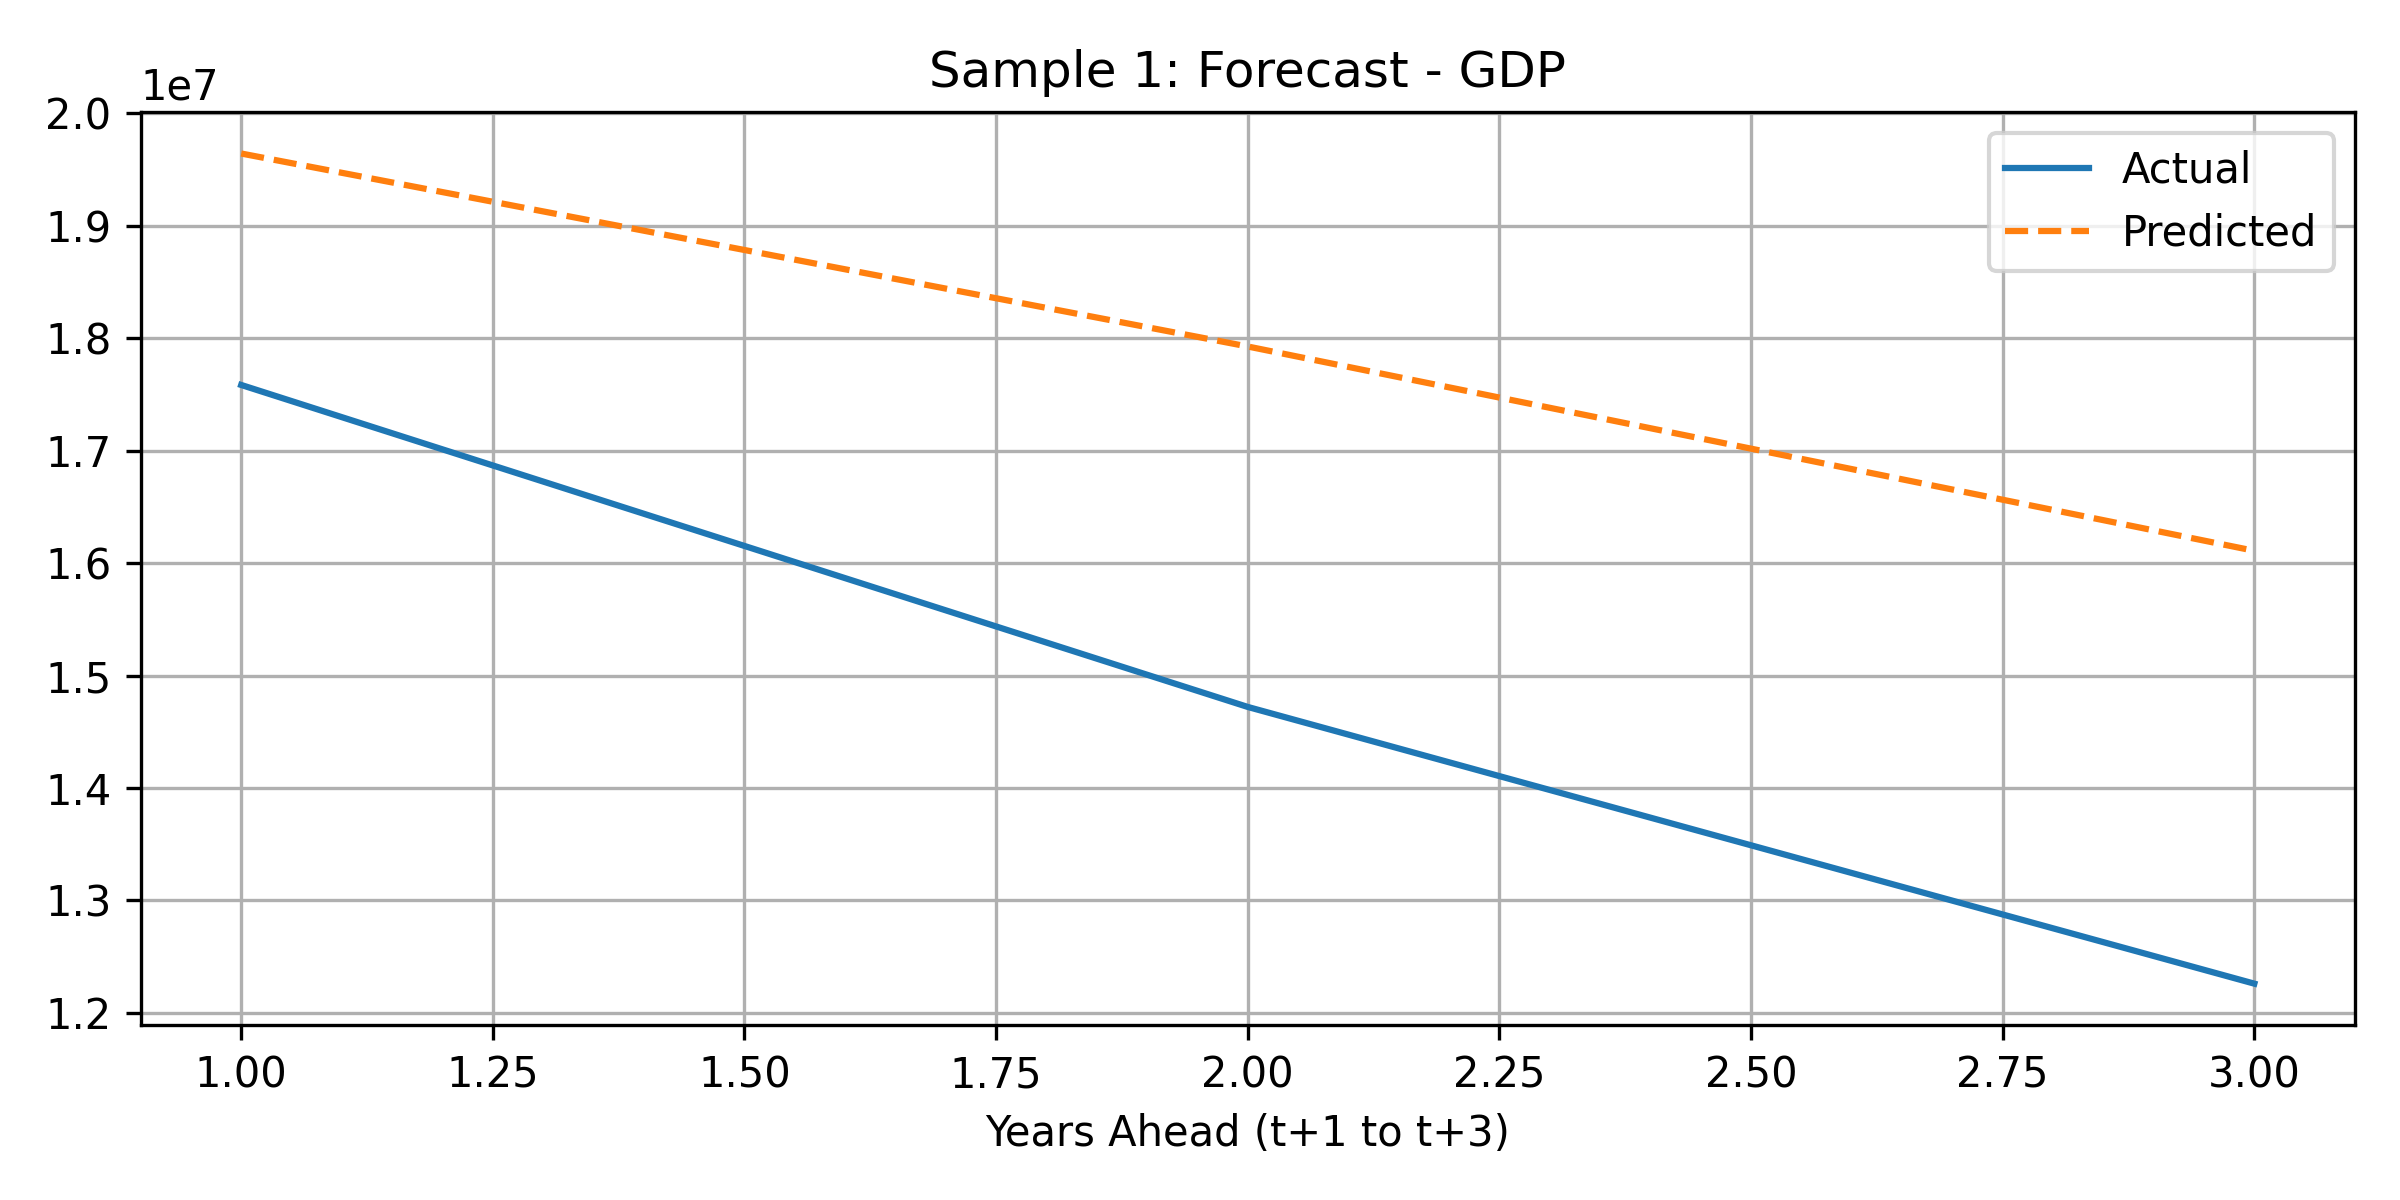 Sample 1: Forecast - GDP
1e7
2.0
1.9
1.8
1.7
1.6
1.5
1.4
1.3
1.2
Actual
Predicted
1.00 1.25 1.50 1.75 2.00 2.25 2.50 2.75 3.00
Years Ahead (t+1 to t+3)